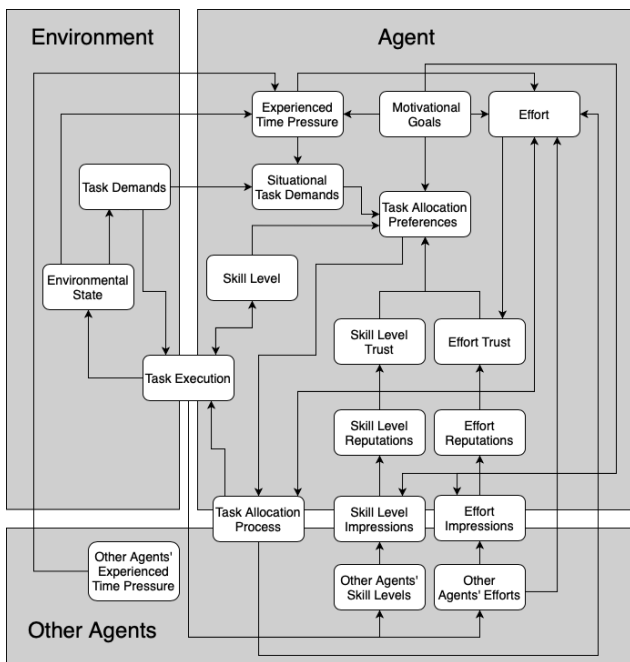 Environment
Agent
Experienced
Time Pressure
Motivational
Goals
Effort
Task Demands
Situational
Task Demands
Task Allocation
Preferences
Environmental
State
Skill Level
Skill Level
Trust
Effort Trust
Task Execution
Skill Level
Reputations
Effort
Reputations
Task Allocation
Process
Skill Level
Impressions
Effort
Impressions
Other Agents'
Experienced
Time Pressure
Other Agents'
Skill Levels
Other
Agents' Efforts
Other Agents